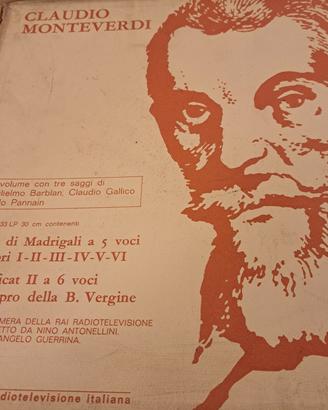 CLAUDIO
MONTEVERDI
volume con tre saggi di
lielmo Barblan, Claudio Gallico
do Pannain
33 LP 30 cm contenenti
di Madrigali a 5 voci
ri I-II-III-IV-V-VI
icat II a 6 voci
pro della B. Vergine
MERA DELLA RAI RADIOTELEVISIONE
ETTO DA NINO ANTONELLINI.
ANGELO GUERRINA.
diotelevisione italiana